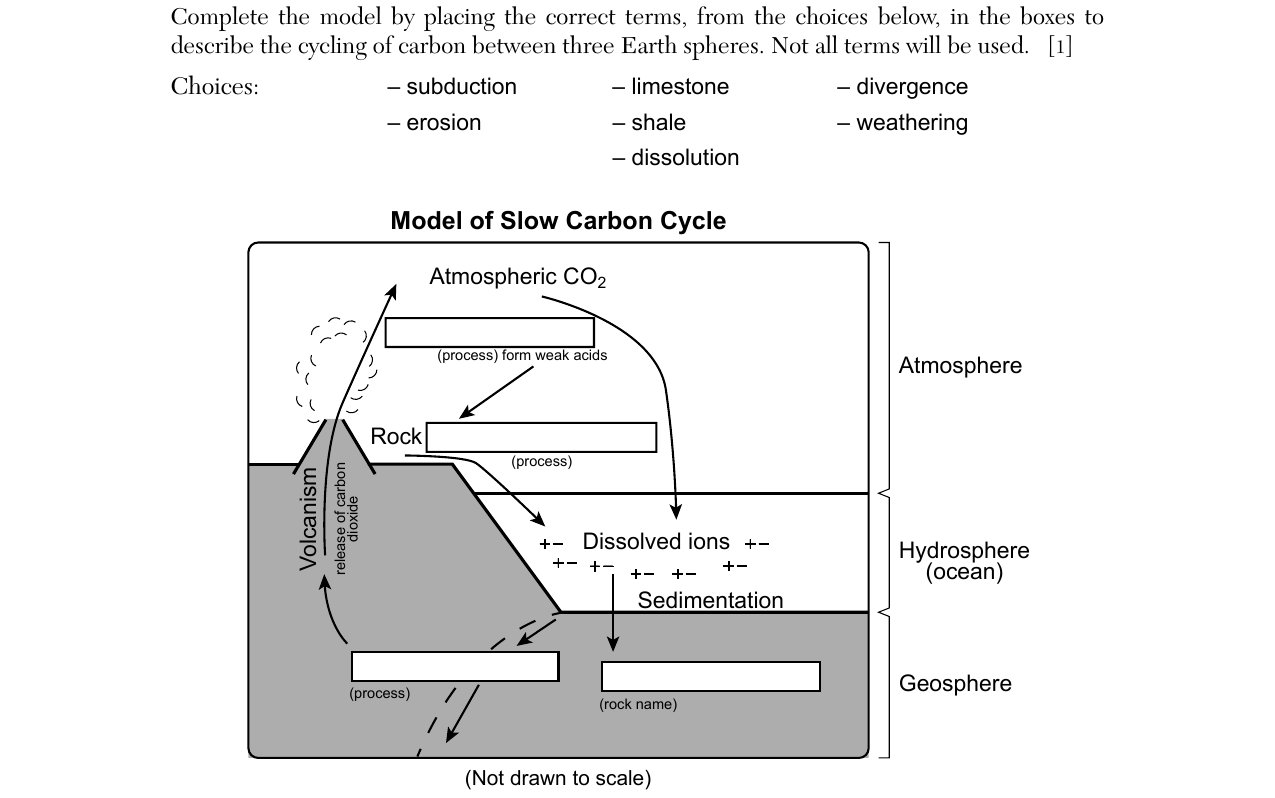 Complete the model by placing the correct terms, from the choices below, in the boxes to
describe the cycling of carbon between three Earth spheres. Not all terms will be used. [1]
Choices: – subduction – limestone – divergence
– erosion – shale – weathering
– dissolution
Model of Slow Carbon Cycle
Atmospheric CO₂
(process) form weak acids
Atmosphere
Rock
(process)
Volcanism
release of carbon
dioxide
+− Dissolved ions +−
+− +− +− +− +−
Hydrosphere
(ocean)
Sedimentation
(process)
(rock name)
Geosphere
(Not drawn to scale)